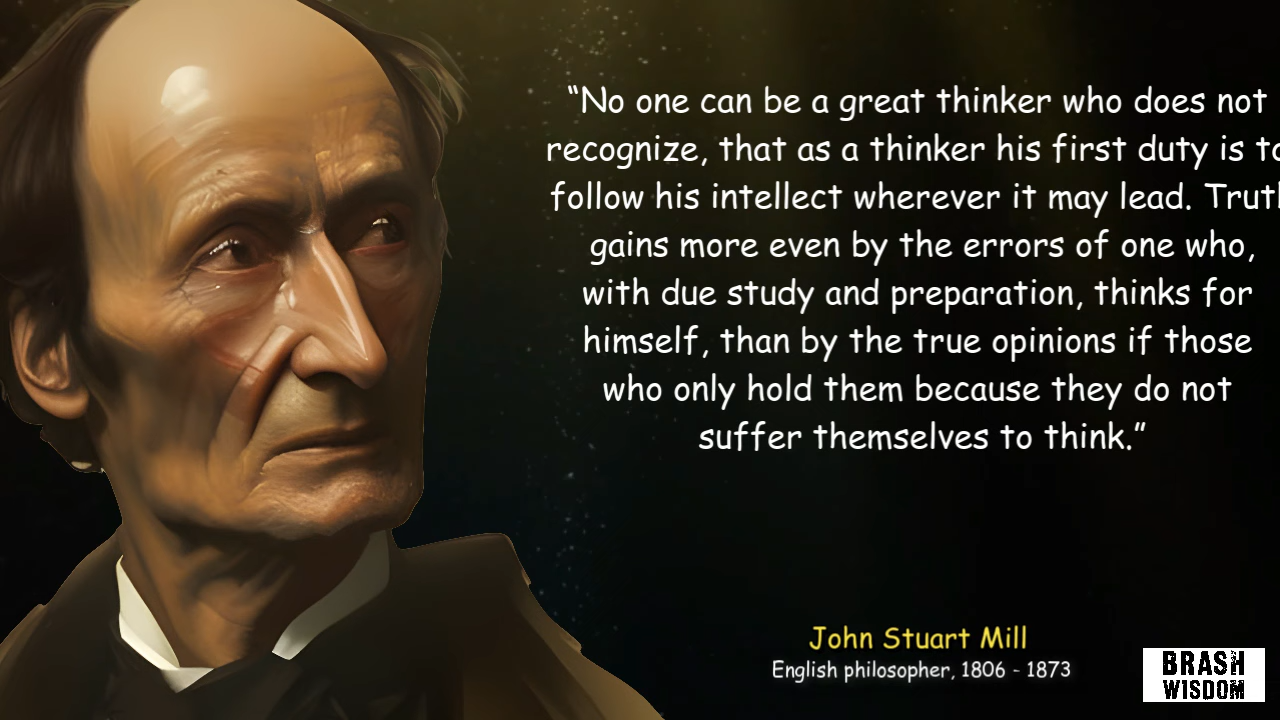 “No one can be a great thinker who does not
recognize, that as a thinker his first duty is to
follow his intellect wherever it may lead. Truth
gains more even by the errors of one who,
with due study and preparation, thinks for
himself, than by the true opinions if those
who only hold them because they do not
suffer themselves to think.”
John Stuart Mill
English philosopher, 1806 - 1873
BRASH
WISDOM